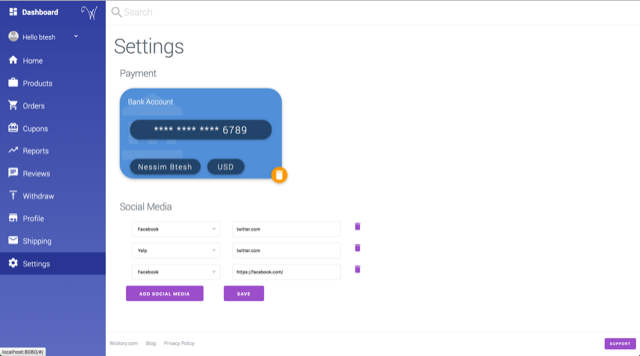 Dashboard
Search
Hello btesh
Home
Products
Orders
Cupons
Reports
Reviews
Withdraw
Profile
Shipping
Settings
localhost:8080/#/
Settings
Payment
Bank Account
**** **** **** 6789
Nessim Btesh USD
Social Media
Facebook twitter.com
Yelp twitter.com
Facebook https://facebook.com/
ADD SOCIAL MEDIA SAVE
Wickony.com Blog Privacy Policy
SUPPORT